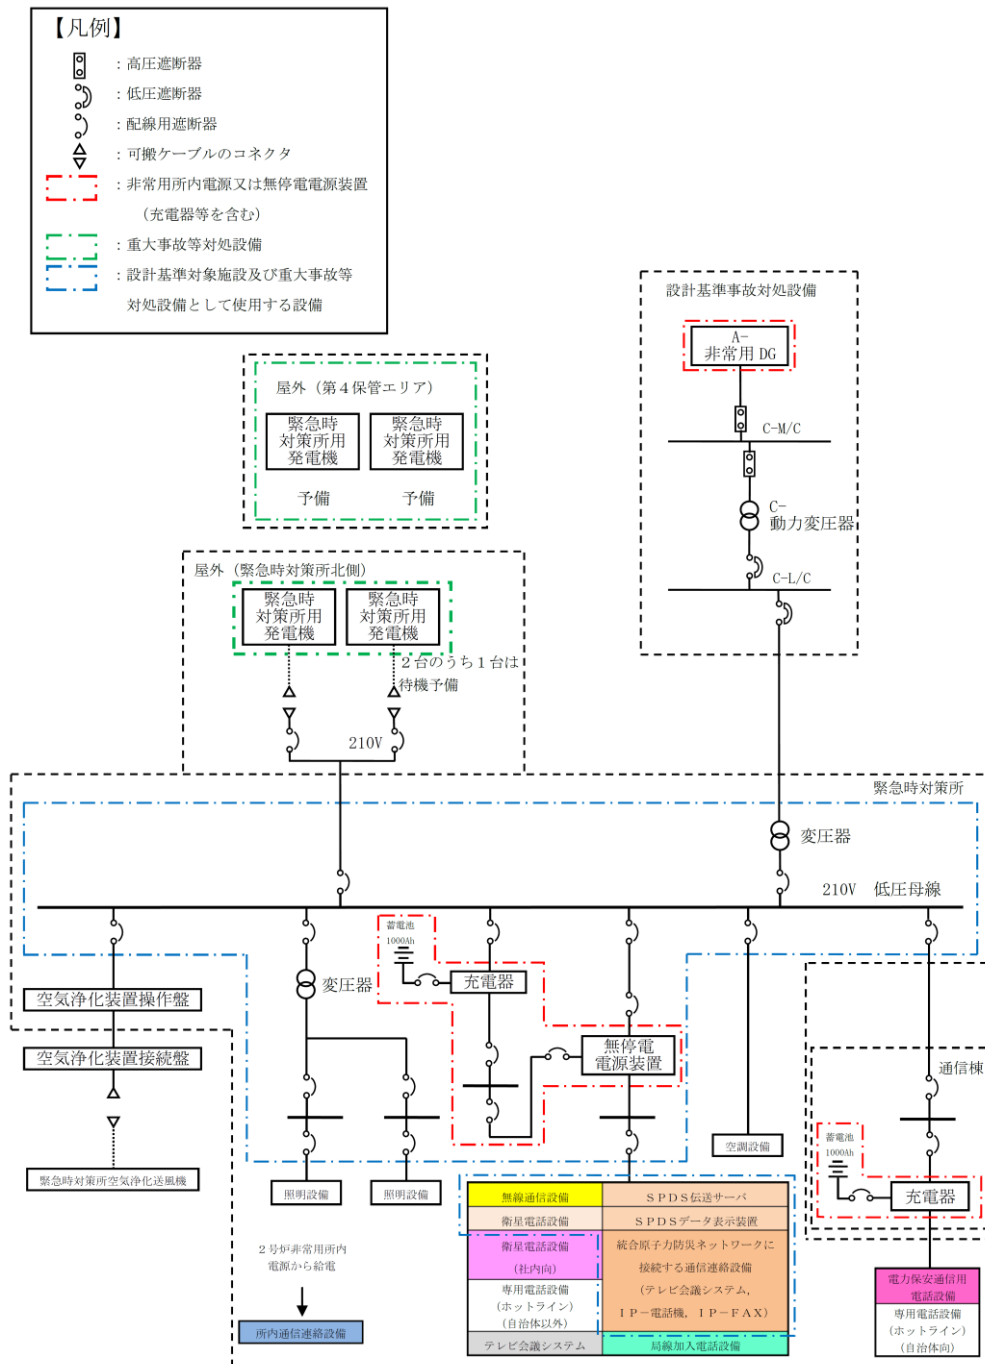 【凡例】
：高圧遮断器
：低圧遮断器
：配線用遮断器
：可搬ケーブルのコネクタ
：非常用所内電源又は無停電電源装置
（充電器等を含む）
：重大事故等対処設備
：設計基準対象施設及び重大事故等
対処設備として使用する設備
設計基準事故対処設備
A-
非常用 DG
C-M/C
C-
動力変圧器
C-L/C
屋外（第４保管エリア）
緊急時
対策所用
発電機
緊急時
対策所用
発電機
予備
予備
屋外（緊急時対策所北側）
緊急時
対策所用
発電機
緊急時
対策所用
発電機
２台のうち１台は
待機予備
210V
緊急時対策所
変圧器
210V 低圧母線
蓄電池
1000Ah
変圧器
充電器
空気浄化装置操作盤
空気浄化装置接続盤
無停電
電源装置
通信棟
蓄電池
1000Ah
充電器
緊急時対策所空気浄化送風機
照明設備
照明設備
空調設備
２号炉非常用所内
電源から給電
所内通信連絡設備
無線通信設備
衛星電話設備
衛星電話設備
（社内向）
専用電話設備
（ホットライン）
（自治体以外）
テレビ会議システム
ＳＰＤＳ伝送サーバ
ＳＰＤＳデータ表示装置
統合原子力防災ネットワークに
接続する通信連絡設備
（テレビ会議システム，
ＩＰ－電話機，ＩＰ－FAX）
局線加入電話設備
電力保安通信用
電話設備
専用電話設備
（ホットライン）
（自治体向）